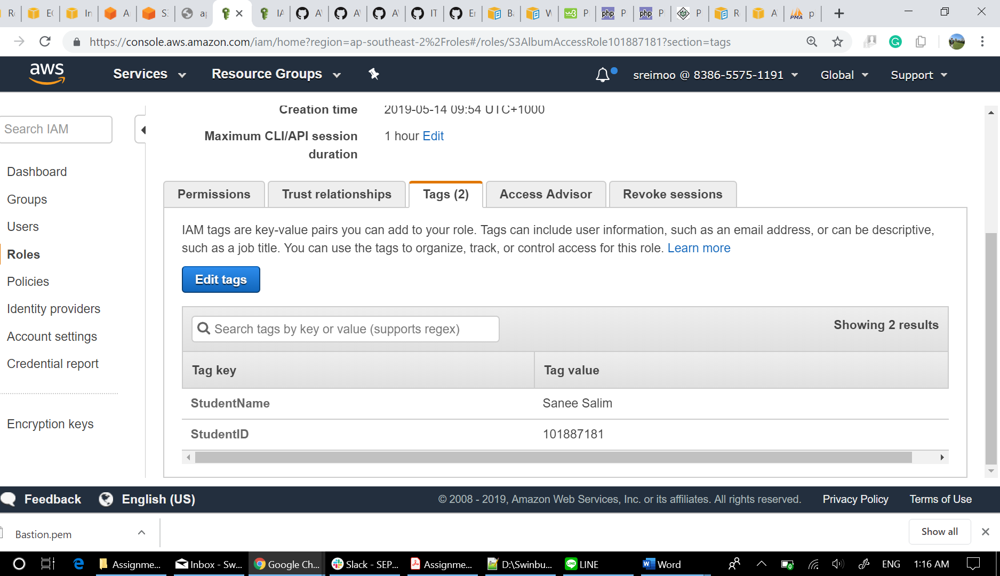 https://console.aws.amazon.com/iam/home?region=ap-southeast-2%2Froles#/roles/S3AlbumAccessRole101887181?section=tags
aws
Services
Resource Groups
sreimoo @ 8386-5575-1191
Global
Support
Search IAM
Dashboard
Groups
Users
Roles
Policies
Identity providers
Account settings
Credential report
Encryption keys
Creation time 2019-05-14 09:54 UTC+1000
Maximum CLI/API session duration 1 hour Edit
Permissions
Trust relationships
Tags (2)
Access Advisor
Revoke sessions
IAM tags are key-value pairs you can add to your role. Tags can include user information, such as an email address, or can be descriptive,
such as a job title. You can use the tags to organize, track, or control access for this role. Learn more
Edit tags
Search tags by key or value (supports regex)
Showing 2 results
Tag key Tag value
StudentName Sanee Salim
StudentID 101887181
Feedback
English (US)
© 2008 - 2019, Amazon Web Services, Inc. or its affiliates. All rights reserved.
Privacy Policy
Terms of Use
Bastion.pem
Show all
Assignme...
Inbox - Sw...
Google Ch...
Slack - SEP...
Assignme...
D:\Swinbu...
LINE
Word
ENG
1:16 AM